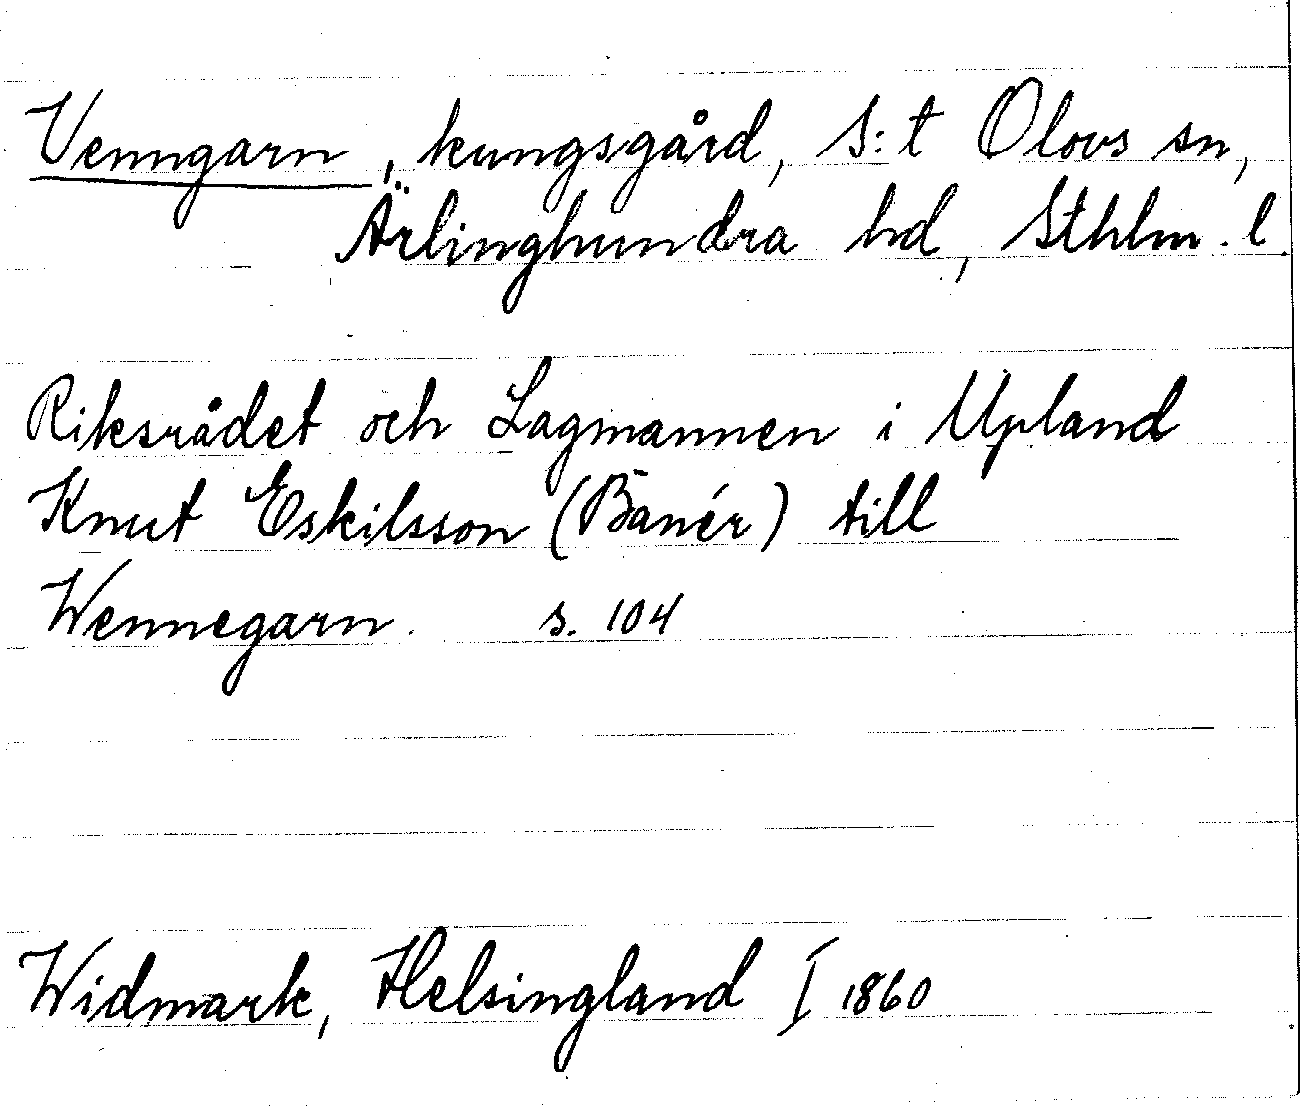 Venngarn, kungsgård, S:t Olovs sn,
Ärlinghundra hd, Sthlm. l.
Riksrådet och Lagmannen i Upland
Knut Eskilsson (Banér) till
Wennegarn. s. 104
Widmark, Helsingland I 1860